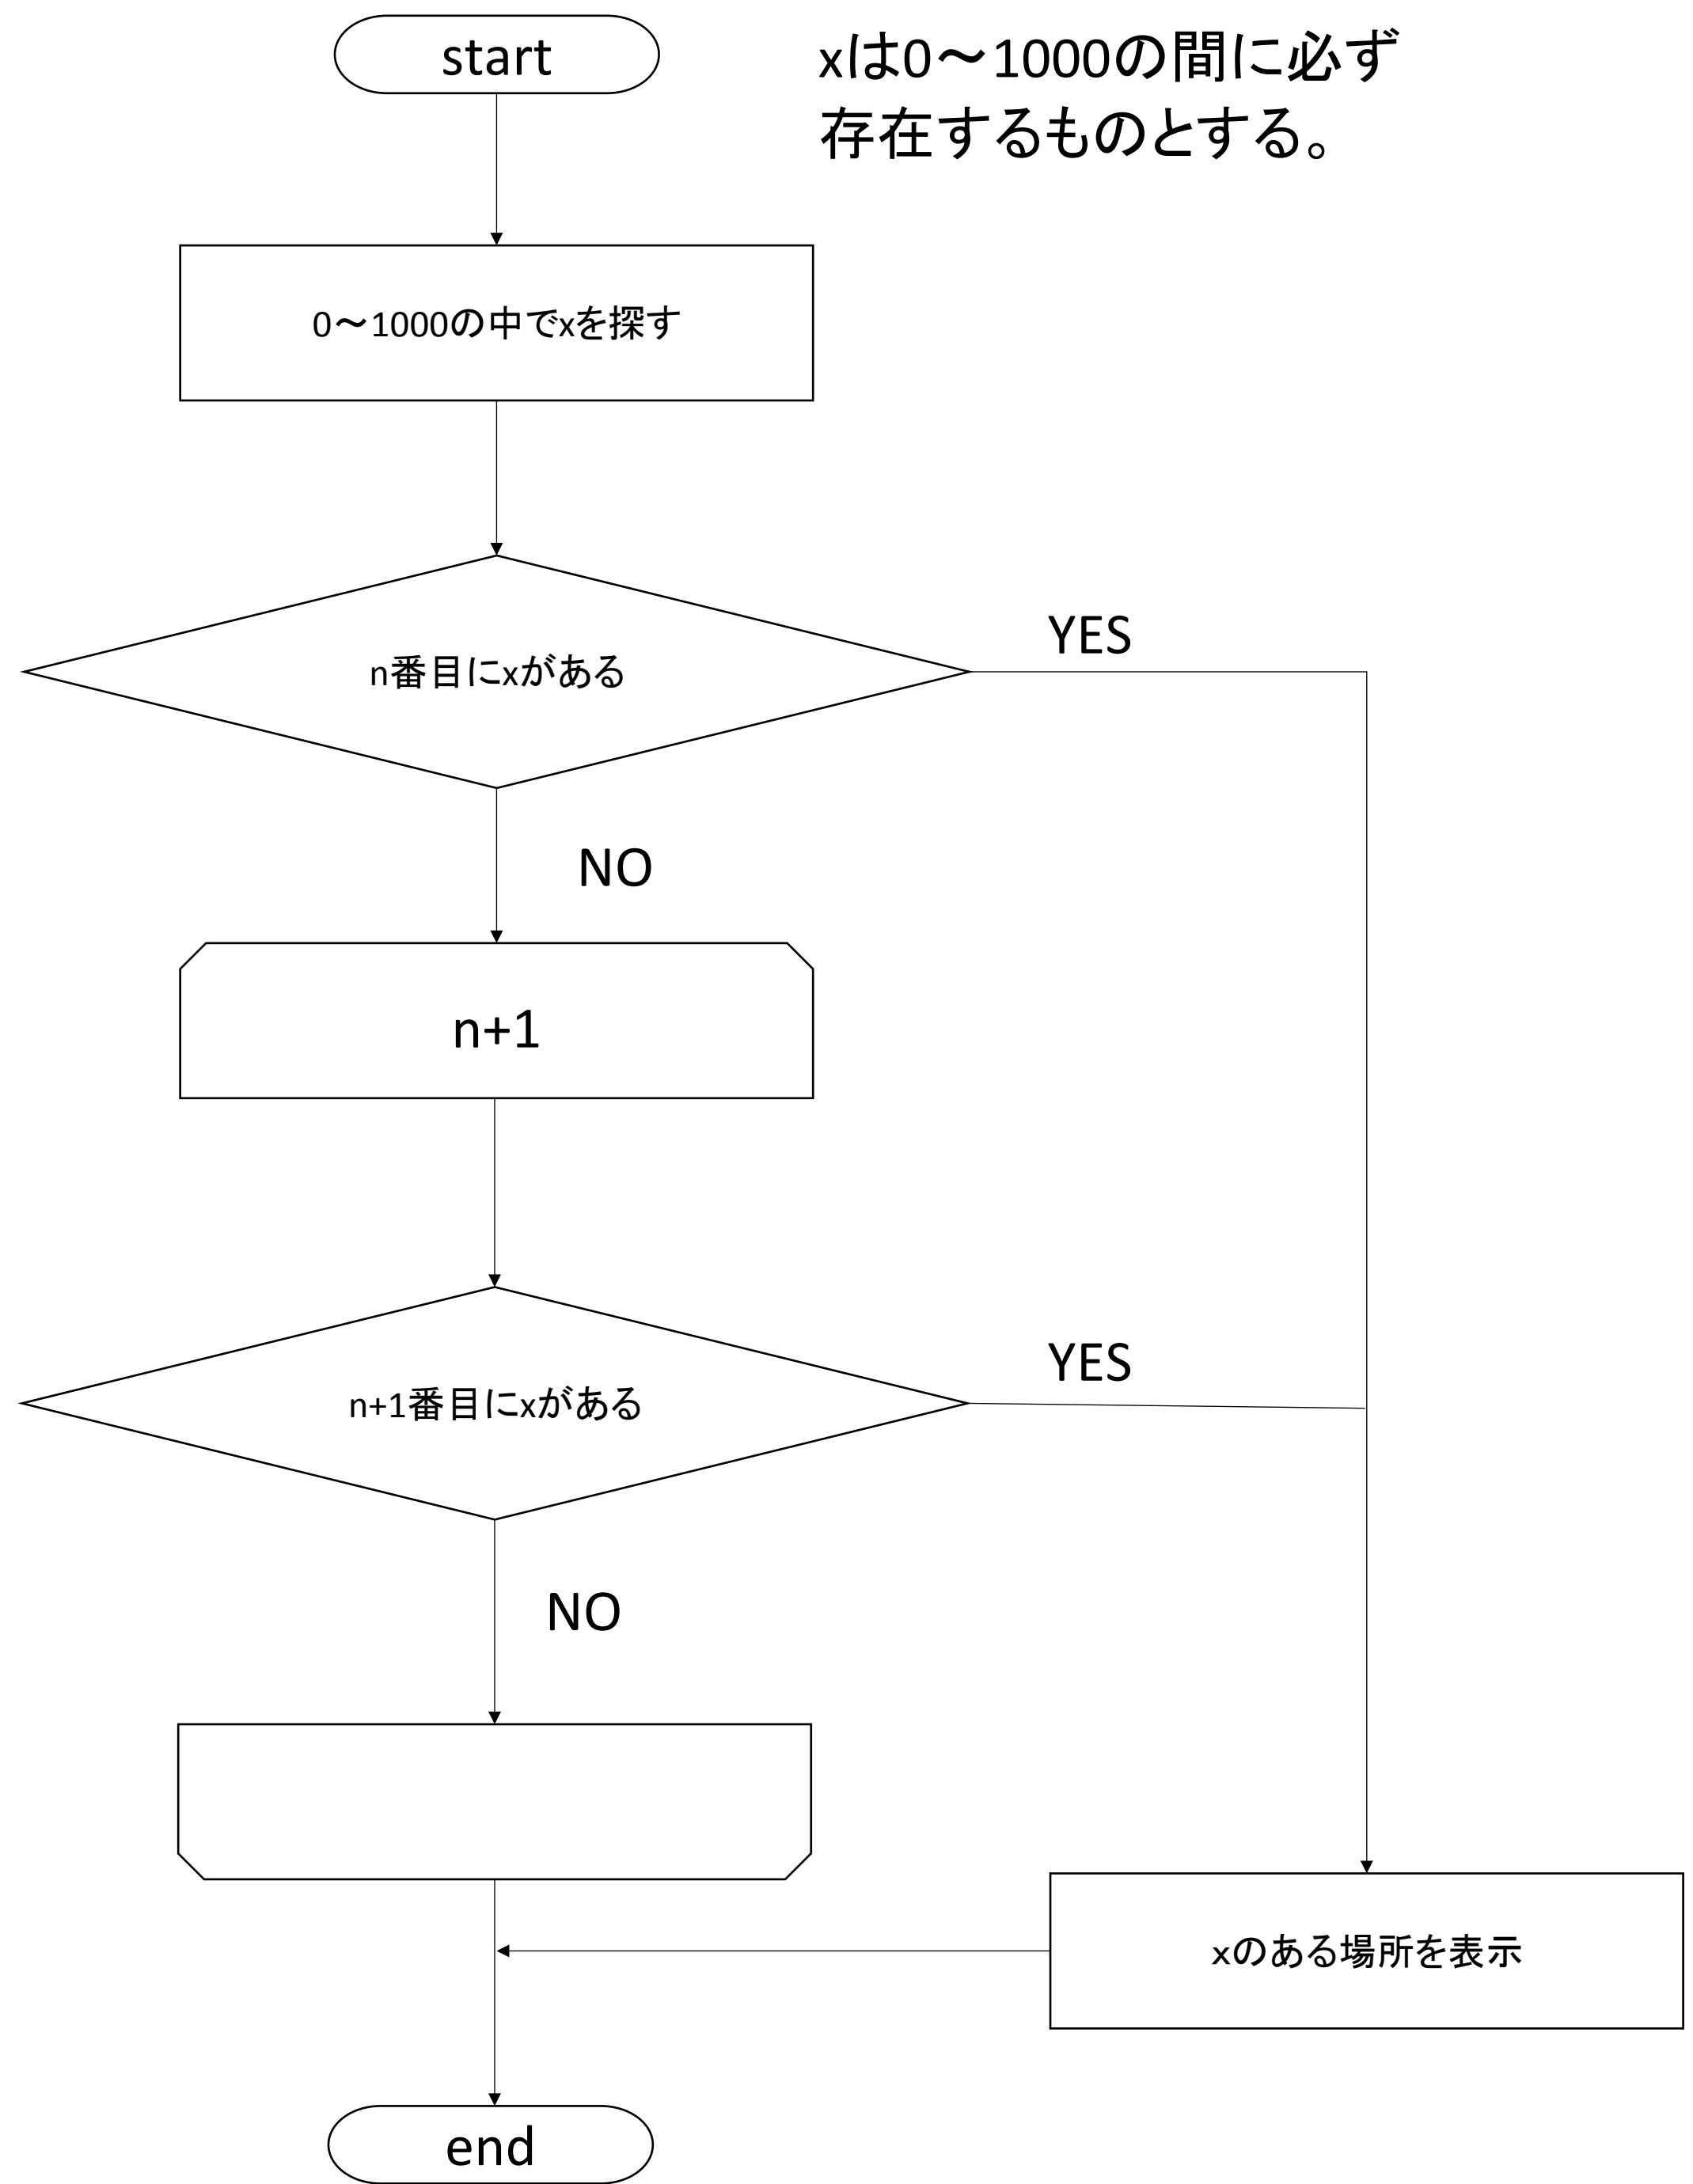 start
xは0～1000の間に必ず
存在するものとする。
0～1000の中でxを探す
n番目にxがある
YES
NO
n+1
n+1番目にxがある
YES
NO
xのある場所を表示
end